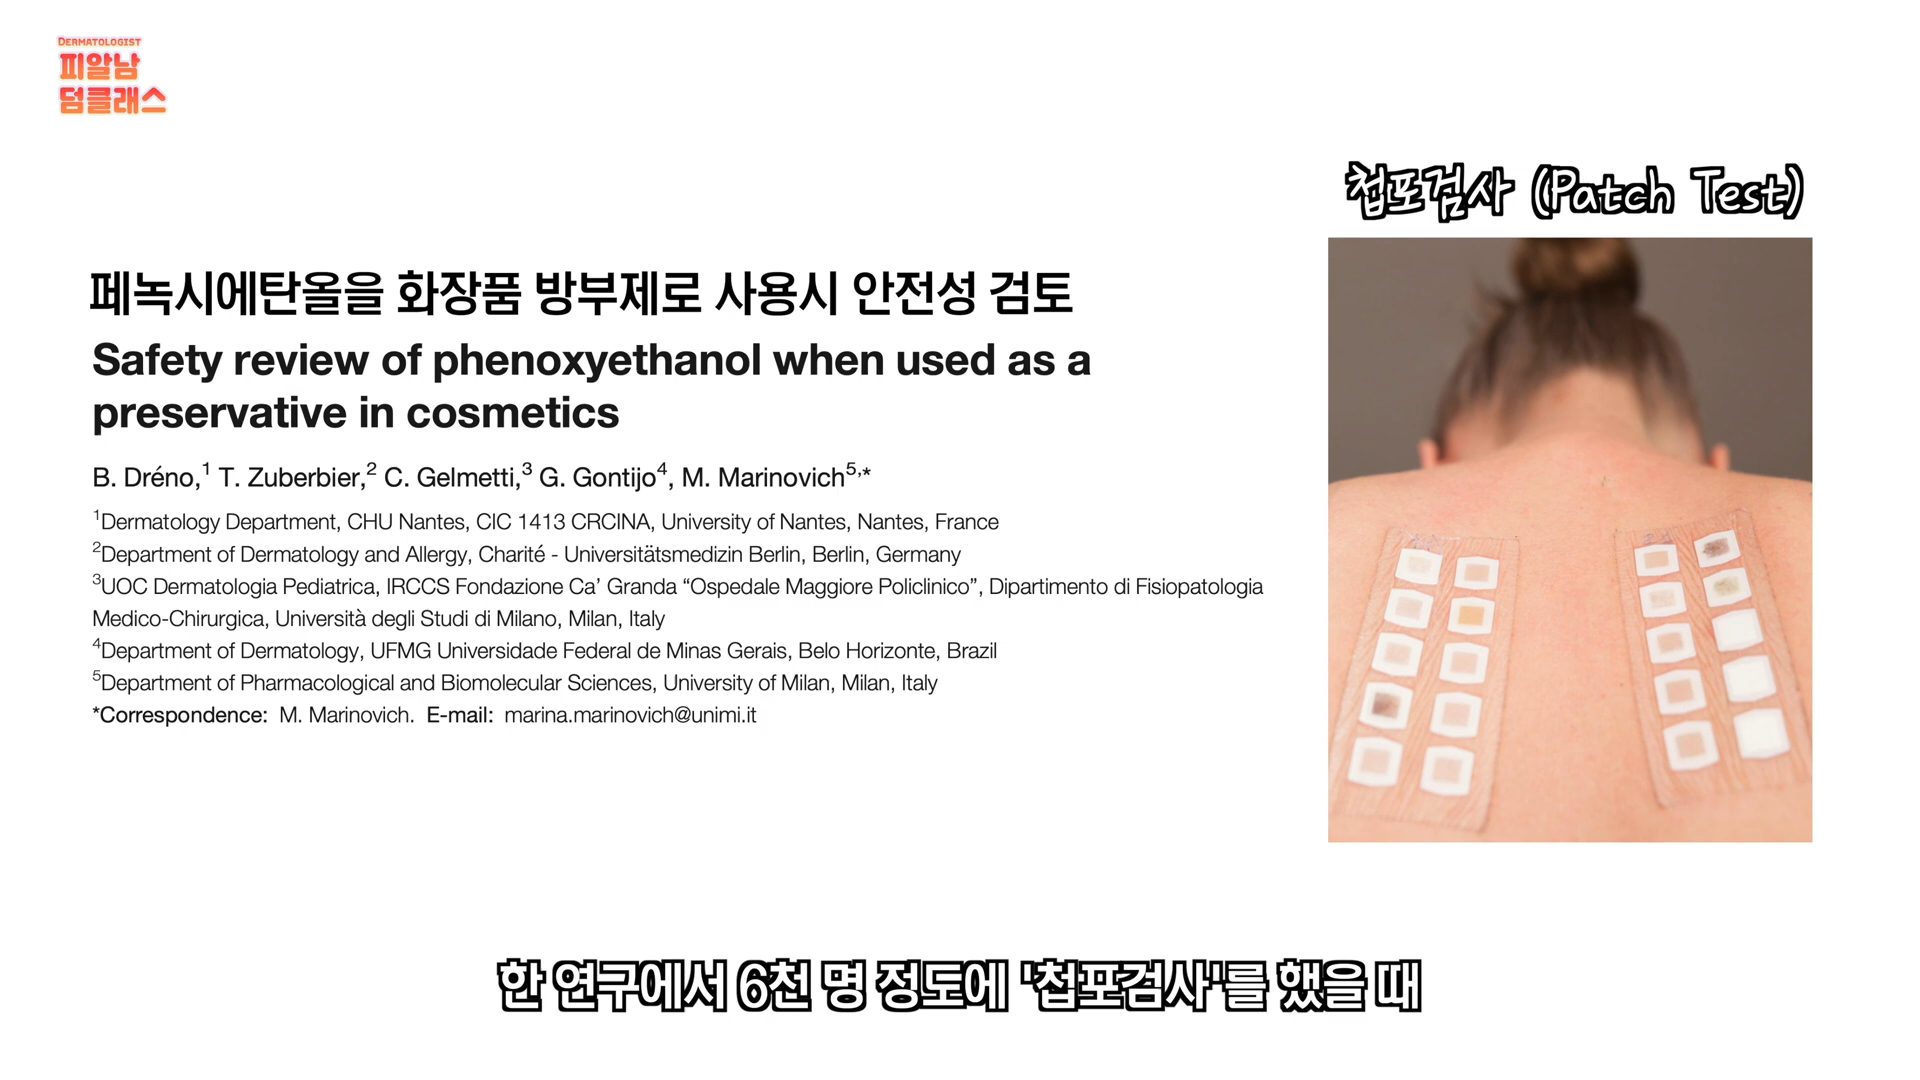 DERMATOLOGIST
피알남
덤클래스
첩포검사 (Patch Test)
페녹시에탄올을 화장품 방부제로 사용시 안전성 검토
Safety review of phenoxyethanol when used as a
preservative in cosmetics
B. Dréno,¹ T. Zuberbier,² C. Gelmetti,³ G. Gontijo⁴, M. Marinovich⁵,*
¹Dermatology Department, CHU Nantes, CIC 1413 CRCINA, University of Nantes, Nantes, France
²Department of Dermatology and Allergy, Charité - Universitätsmedizin Berlin, Berlin, Germany
³UOC Dermatologia Pediatrica, IRCCS Fondazione Ca’ Granda “Ospedale Maggiore Policlinico”, Dipartimento di Fisiopatologia
Medico-Chirurgica, Università degli Studi di Milano, Milan, Italy
⁴Department of Dermatology, UFMG Universidade Federal de Minas Gerais, Belo Horizonte, Brazil
⁵Department of Pharmacological and Biomolecular Sciences, University of Milan, Milan, Italy
*Correspondence: M. Marinovich. E-mail: marina.marinovich@unimi.it
한 연구에서 6천 명 정도에 '첩포검사'를 했을 때